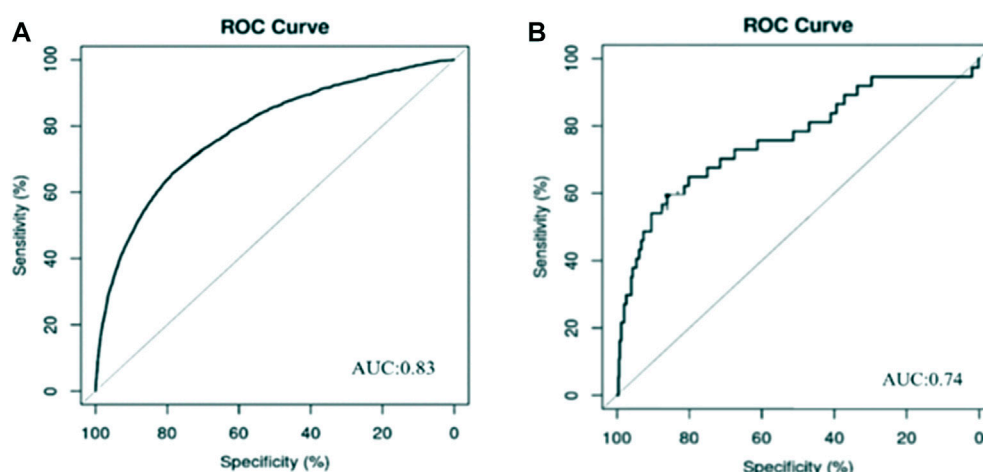 A
ROC Curve
Sensitivity (%)
100
80
60
40
20
0
AUC:0.83
100 80 60 40 20 0
Specificity (%)
B
ROC Curve
Sensitivity (%)
100
80
60
40
20
0
AUC:0.74
100 80 60 40 20 0
Specificity (%)